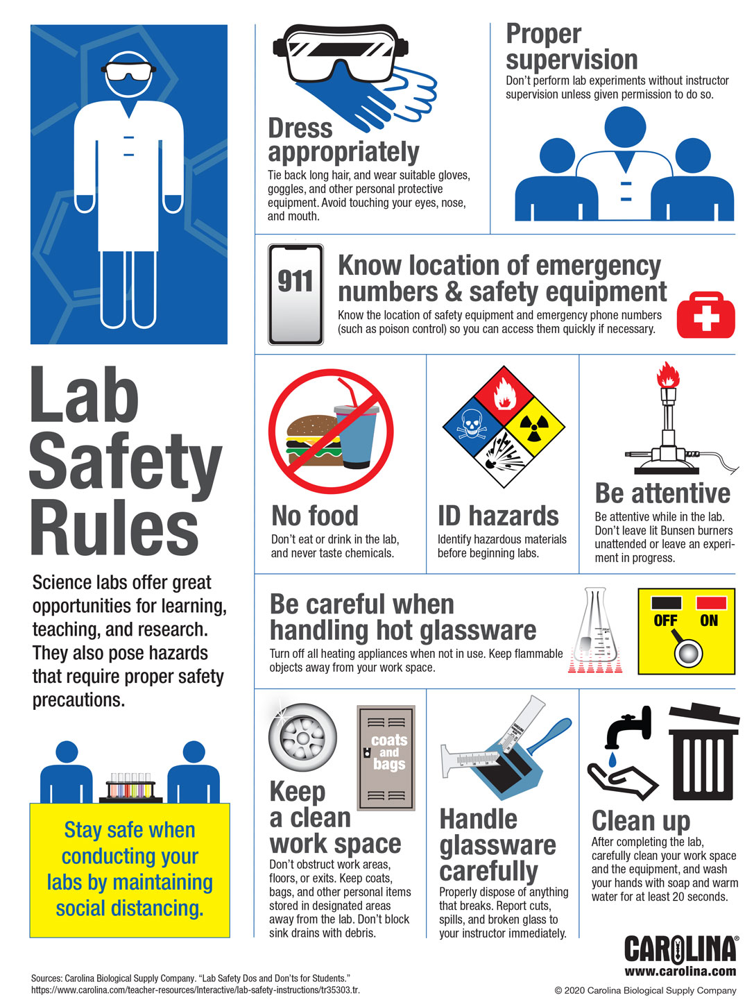 Lab
Safety
Rules
Science labs offer great
opportunities for learning,
teaching, and research.
They also pose hazards
that require proper safety
precautions.
Stay safe when
conducting your
labs by maintaining
social distancing.
Dress
appropriately
Tie back long hair, and wear suitable gloves,
goggles, and other personal protective
equipment. Avoid touching your eyes, nose,
and mouth.
Proper
supervision
Don't perform lab experiments without instructor
supervision unless given permission to do so.
911
Know location of emergency
numbers & safety equipment
Know the location of safety equipment and emergency phone numbers
(such as poison control) so you can access them quickly if necessary.
No food
Don't eat or drink in the lab,
and never taste chemicals.
ID hazards
Identify hazardous materials
before beginning labs.
Be attentive
Be attentive while in the lab.
Don't leave lit Bunsen burners
unattended or leave an experi-
ment in progress.
Be careful when
handling hot glassware
Turn off all heating appliances when not in use. Keep flammable
objects away from your work space.
OFF ON
coats
and
bags
Keep
a clean
work space
Don't obstruct work areas,
floors, or exits. Keep coats,
bags, and other personal items
stored in designated areas
away from the lab. Don't block
sink drains with debris.
Handle
glassware
carefully
Properly dispose of anything
that breaks. Report cuts,
spills, and broken glass to
your instructor immediately.
Clean up
After completing the lab,
carefully clean your work space
and the equipment, and wash
your hands with soap and warm
water for at least 20 seconds.
CAROLINA®
www.carolina.com
Sources: Carolina Biological Supply Company. “Lab Safety Dos and Don'ts for Students.”
https://www.carolina.com/teacher-resources/Interactive/lab-safety-instructions/tr35303.tr.
© 2020 Carolina Biological Supply Company